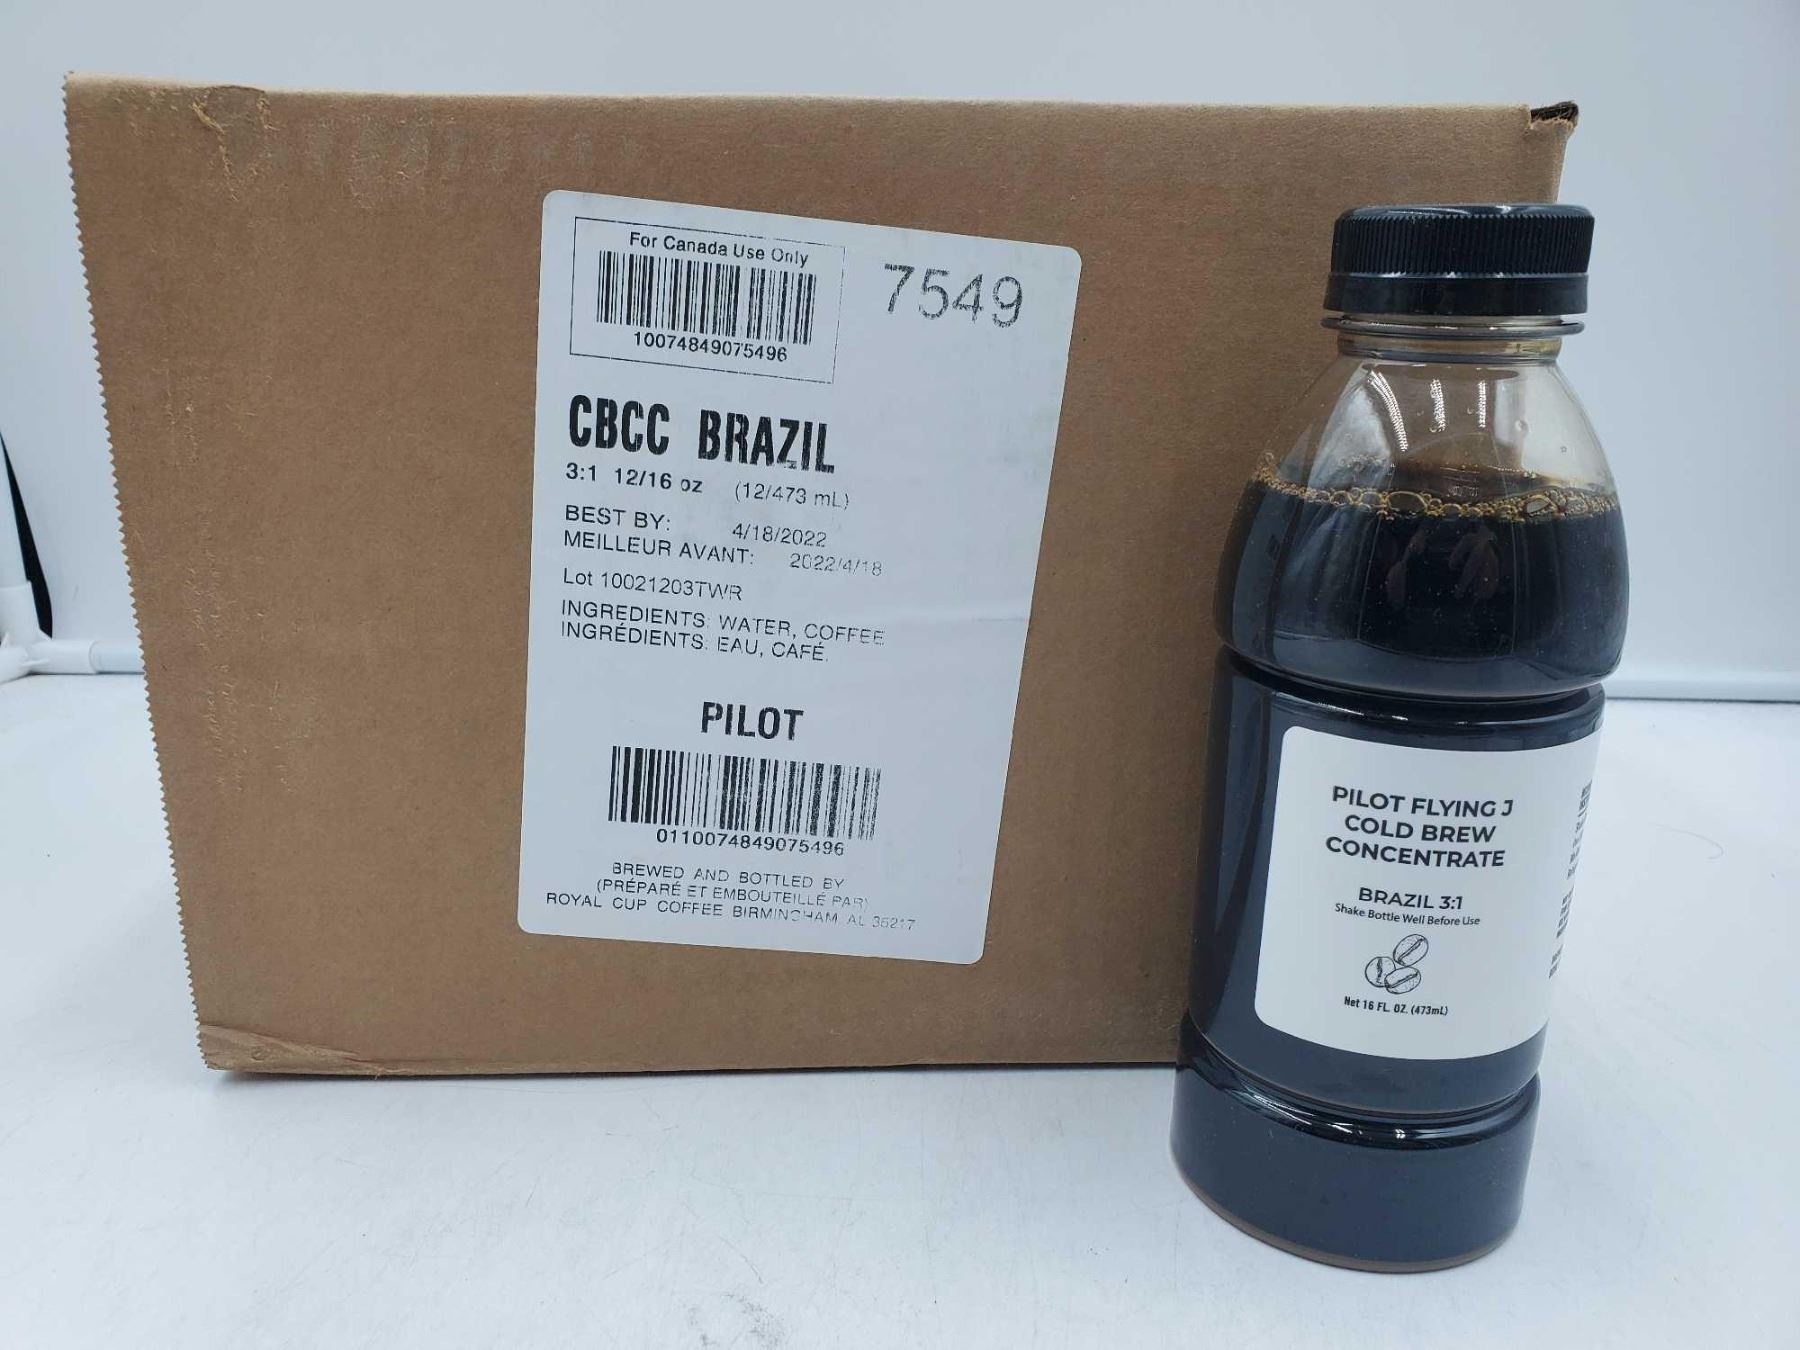 For Canada Use Only
10074849075496
7549
CBCC BRAZIL
3:1 12/16 oz (12/473 mL)
BEST BY: 4/18/2022
MEILLEUR AVANT: 2022/4/18
Lot 10021203TWR
INGREDIENTS: WATER, COFFEE
INGRÉDIENTS: EAU, CAFÉ.
PILOT
0110074849075496
BREWED AND BOTTLED BY
(PRÉPARÉ ET EMBOUTEILLÉ PAR)
ROYAL CUP COFFEE BIRMINGHAM, AL 35217
PILOT FLYING J
COLD BREW
CONCENTRATE
BRAZIL 3:1
Shake Bottle Well Before Use
Net 16 FL. OZ. (473mL)